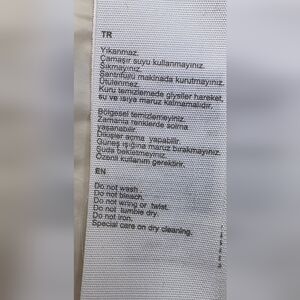 TR
Yıkanmaz.
Çamaşır suyu kullanmayınız.
Sıkmayınız.
Santrifüjlü makinada kurutmayınız.
Ütülenmez.
Kuru temizlemede giysiler hareket,
su ve ısıya maruz kalmamalıdır.
Bölgesel temizlemeyiniz.
Zamanla renklerde solma
yaşanabilir.
Dikişler açma yapabilir.
Güneş ışığına maruz bırakmayınız.
Suda bekletmeyiniz.
Özenli kullanım gerektirir.
EN
Do not wash
Do not bleach.
Do not wring or twist.
Do not tumble dry.
Do not iron.
Special care on dry cleaning.